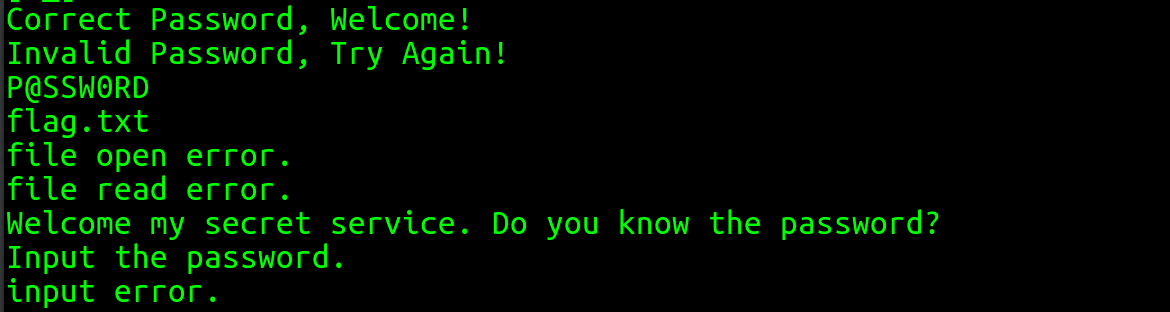 Correct Password, Welcome!
Invalid Password, Try Again!
P@SSW0RD
flag.txt
file open error.
file read error.
Welcome my secret service. Do you know the password?
Input the password.
input error.